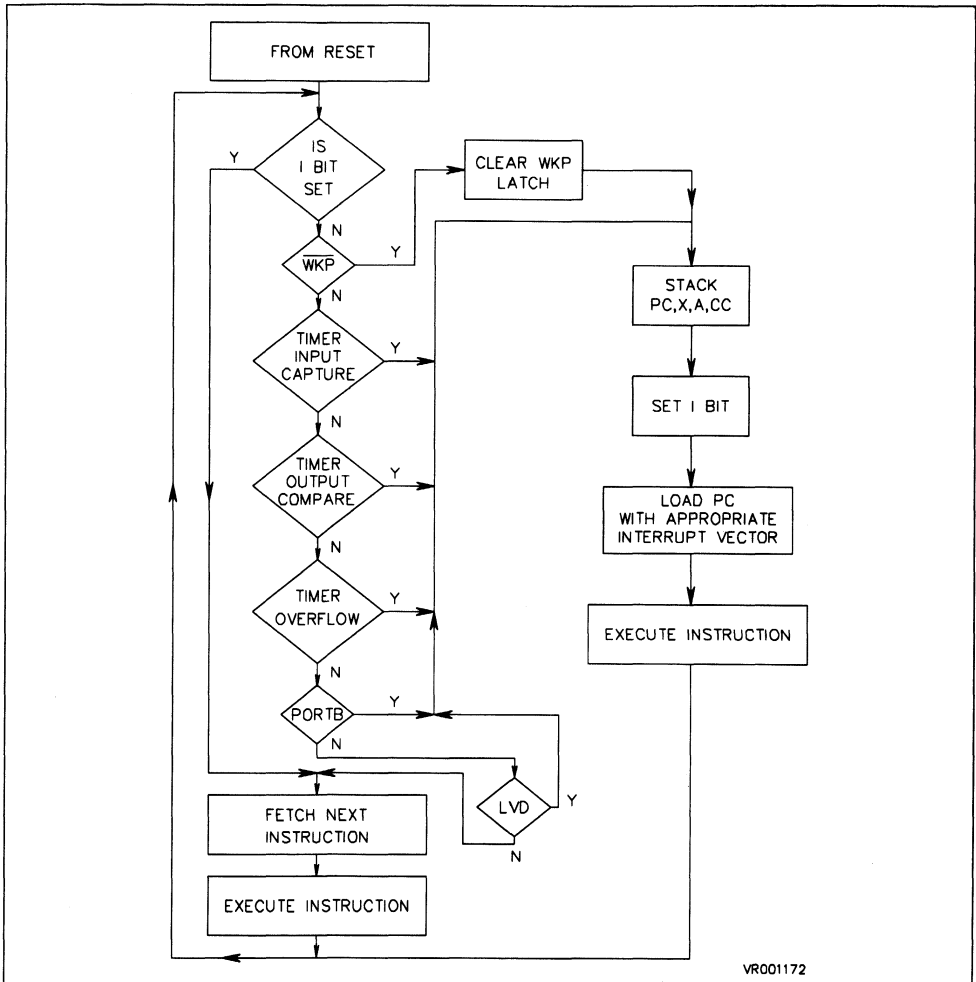 FROM RESET
IS
I BIT
SET
Y
N
CLEAR WKP
LATCH
WKP
Y
N
STACK
PC,X,A,CC
TIMER
INPUT
CAPTURE
Y
N
SET I BIT
TIMER
OUTPUT
COMPARE
Y
N
LOAD PC
WITH APPROPRIATE
INTERRUPT VECTOR
TIMER
OVERFLOW
Y
N
EXECUTE INSTRUCTION
PORTB
Y
N
LVD
Y
N
FETCH NEXT
INSTRUCTION
EXECUTE INSTRUCTION
VR001172